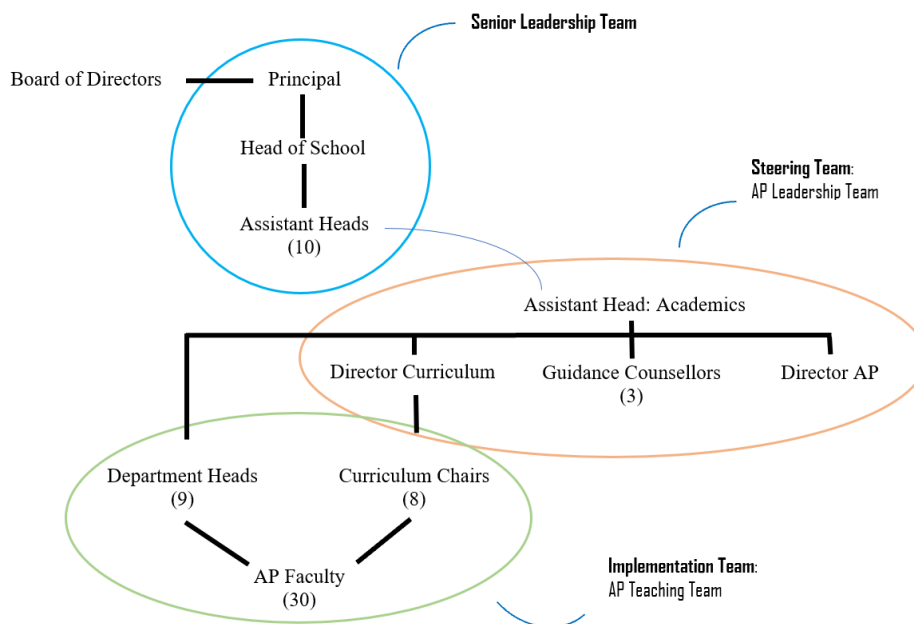 Senior Leadership Team
Board of Directors
Principal
Head of School
Assistant Heads
(10)
Steering Team:
AP Leadership Team
Assistant Head: Academics
Director Curriculum
Guidance Counsellors
(3)
Director AP
Department Heads
(9)
Curriculum Chairs
(8)
AP Faculty
(30)
Implementation Team:
AP Teaching Team